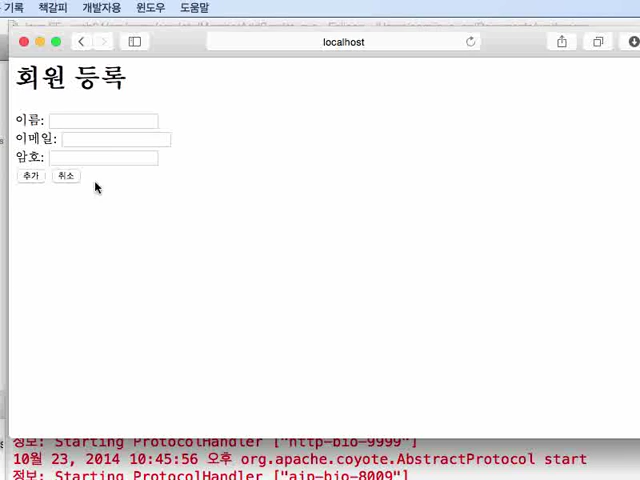 기록 책갈피 개발자용 윈도우 도움말
localhost
회원 등록
이름:
이메일:
암호:
추가 취소
정보: Starting ProtocolHandler ["http-bio-9999"]
10월 23, 2014 10:45:56 오후 org.apache.coyote.AbstractProtocol start
정보: Starting ProtocolHandler ["ajp-bio-8009"]